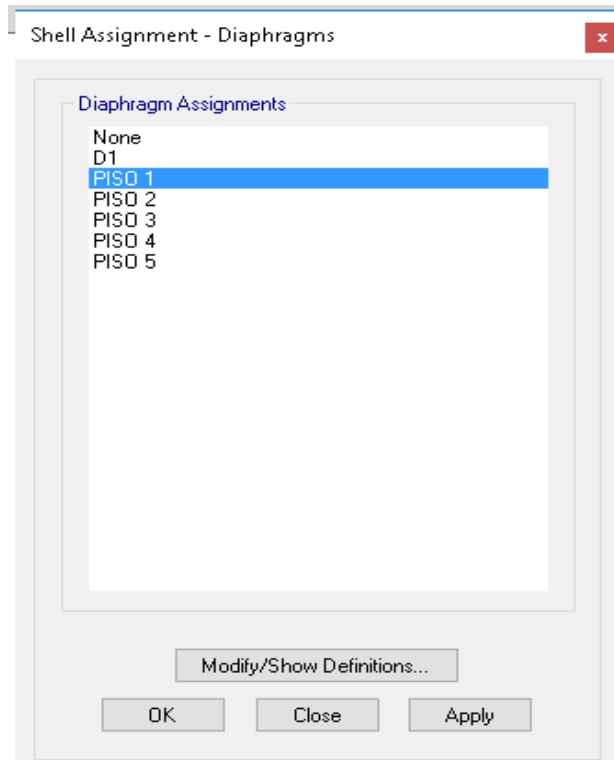 Shell Assignment - Diaphragms
x
Diaphragm Assignments
None
D1
PISO 1
PISO 2
PISO 3
PISO 4
PISO 5
Modify/Show Definitions...
OK Close Apply